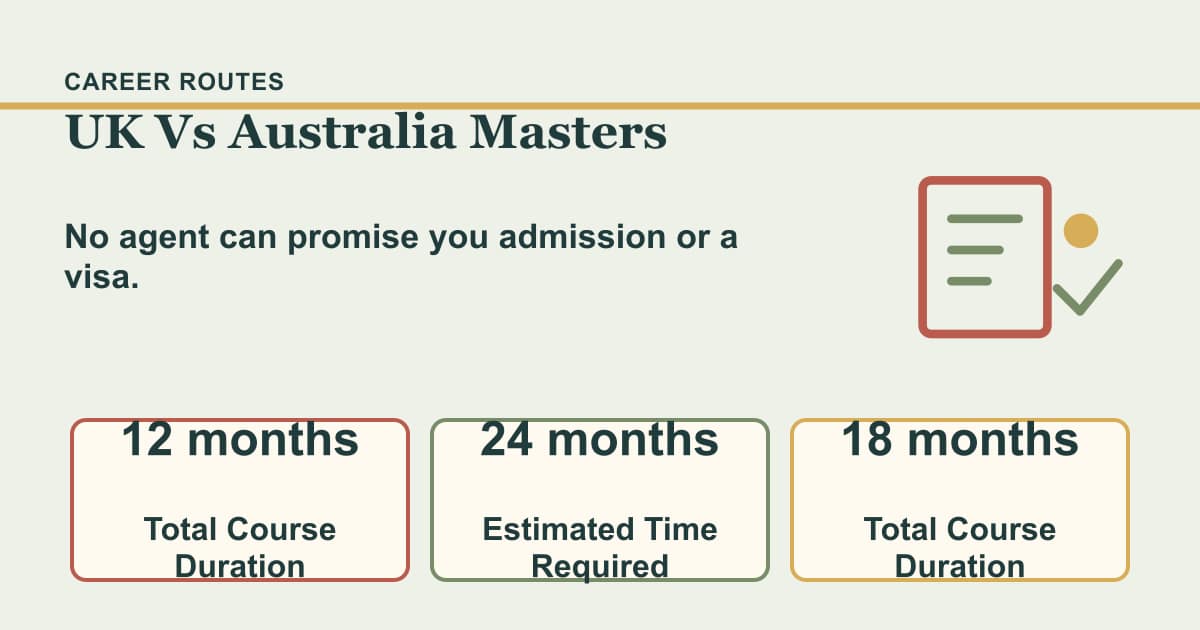 CAREER ROUTES
UK Vs Australia Masters
No agent can promise you admission or a
visa.
12 months
Total Course
Duration
24 months
Estimated Time
Required
18 months
Total Course
Duration